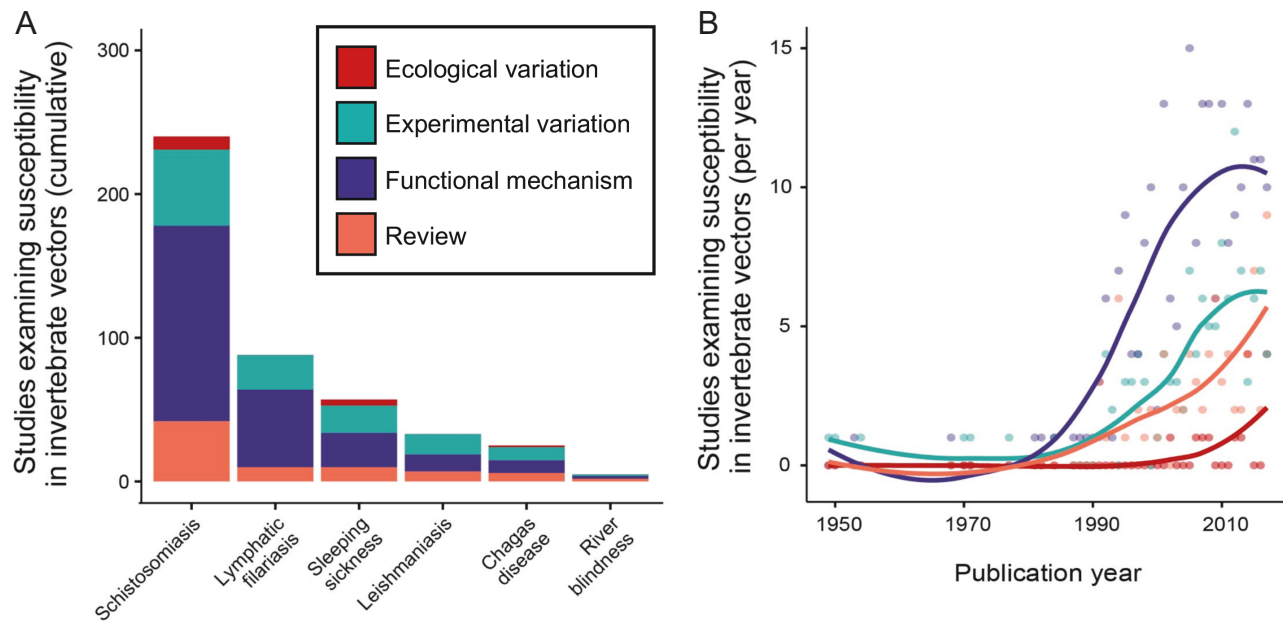 A
Studies examining susceptibility
in invertebrate vectors (cumulative)
300
200
100
0
Ecological variation
Experimental variation
Functional mechanism
Review
Schistosomiasis
Lymphatic
filariasis
Sleeping
sickness
Leishmaniasis
Chagas
disease
River
blindness
B
Studies examining susceptibility
in invertebrate vectors (per year)
15
10
5
0
1950
1970
1990
2010
Publication year